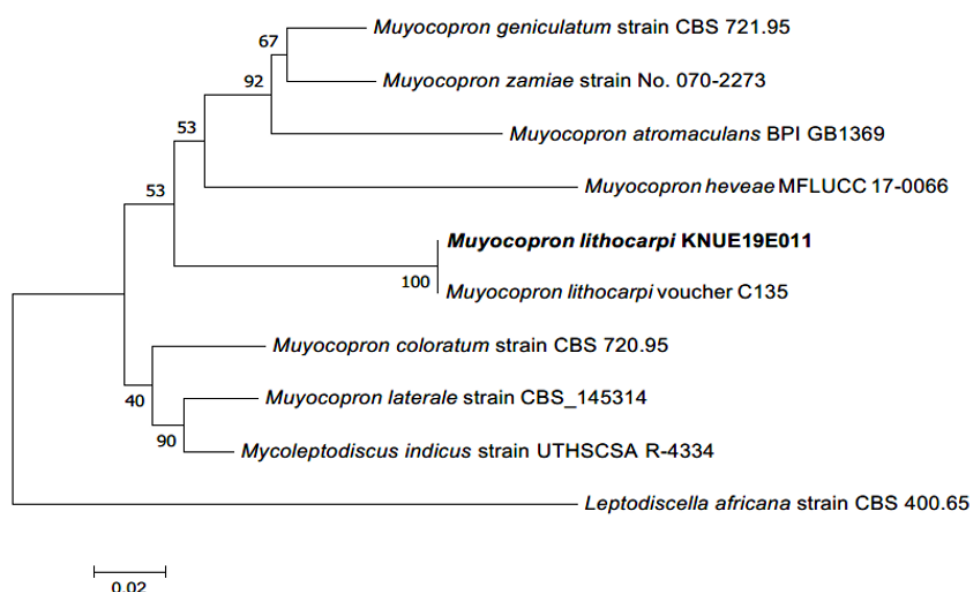 67
Muyocopron geniculatum strain CBS 721.95
92
Muyocopron zamiae strain No. 070-2273
53
Muyocopron atromaculans BPI GB1369
53
Muyocopron heveae MFLUCC 17-0066
Muyocopron lithocarpi KNUE19E011
100
Muyocopron lithocarpi voucher C135
Muyocopron coloratum strain CBS 720.95
40
Muyocopron laterale strain CBS_145314
90
Mycoleptodiscus indicus strain UTHSCSA R-4334
Leptodiscella africana strain CBS 400.65
0.02